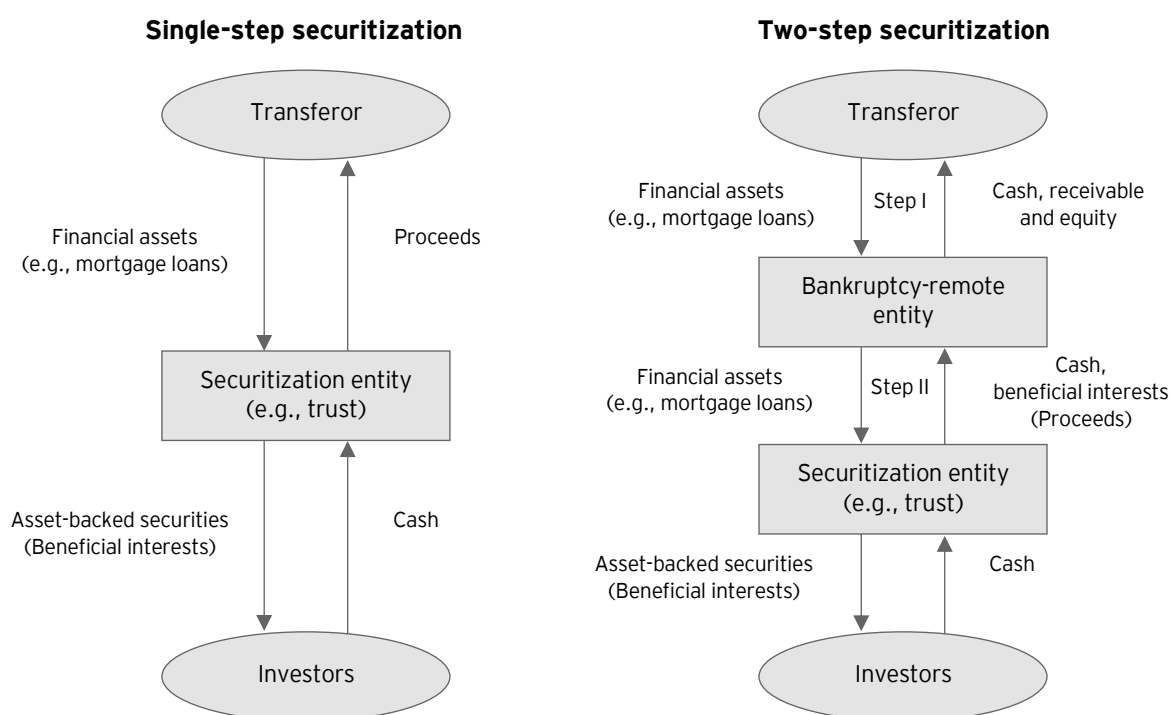 Single-step securitization
Transferor
Financial assets
(e.g., mortgage loans)
Proceeds
Securitization entity
(e.g., trust)
Asset-backed securities
(Beneficial interests)
Cash
Investors
Two-step securitization
Transferor
Financial assets
(e.g., mortgage loans)
Step I
Cash, receivable
and equity
Bankruptcy-remote
entity
Financial assets
(e.g., mortgage loans)
Step II
Cash,
beneficial interests
(Proceeds)
Securitization entity
(e.g., trust)
Asset-backed securities
(Beneficial interests)
Cash
Investors